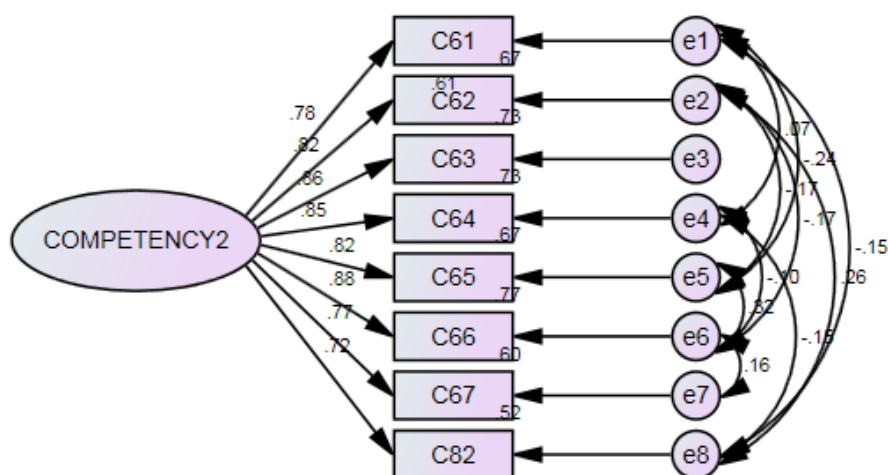 C61
e1
.67
.61
C62
e2
.78
.73
.07
.82
C63
e3
-.24
.73
.86
-.17
.85
C64
e4
-.17
.67
COMPETENCY2
.82
-.15
.88
C65
e5
-.10
.26
.77
.32
.77
C66
e6
.72
.60
.16
C67
e7
.52
C82
e8